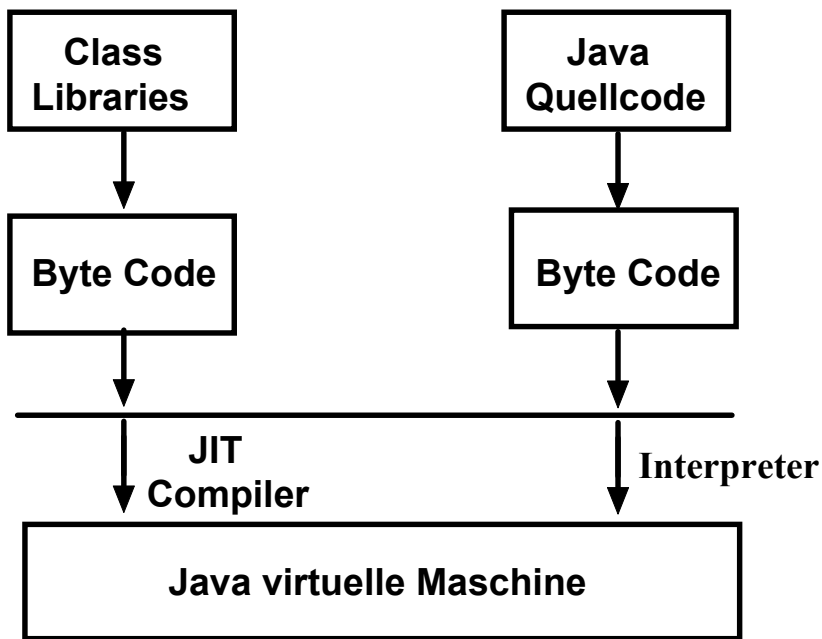 Class
Libraries
Java
Quellcode
Byte Code
Byte Code
JIT
Compiler
Interpreter
Java virtuelle Maschine